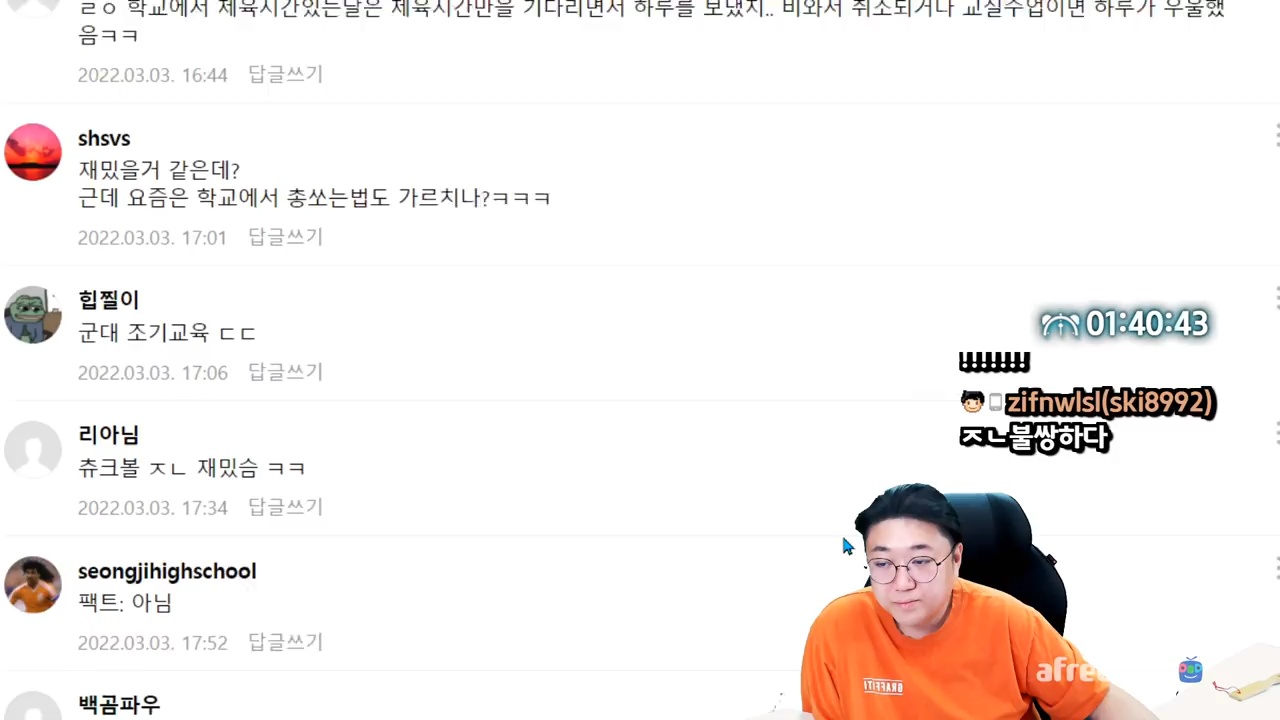 ㄹㅇ 학교에서 체육시간있는날은 체육시간만을 기다리면서 하루를 보냈지.. 비와서 취소되거나 교실수업이면 하루가 우울했
음ㅋㅋ
2022.03.03. 16:44 답글쓰기
shsvs
재밌을거 같은데?
근데 요즘은 학교에서 총쏘는법도 가르치나?ㅋㅋㅋ
2022.03.03. 17:01 답글쓰기
힙찔이
군대 조기교육 ㄷㄷ
2022.03.03. 17:06 답글쓰기
01:40:43
!!!!!!!
zifnwlsl(ski8992)
ㅈㄴ불쌍하다
리아님
츄크볼 ㅈㄴ 재밌슴 ㅋㅋ
2022.03.03. 17:34 답글쓰기
seongjihighschool
팩트: 아님
2022.03.03. 17:52 답글쓰기
GRAFFITI
afre
백곰파우